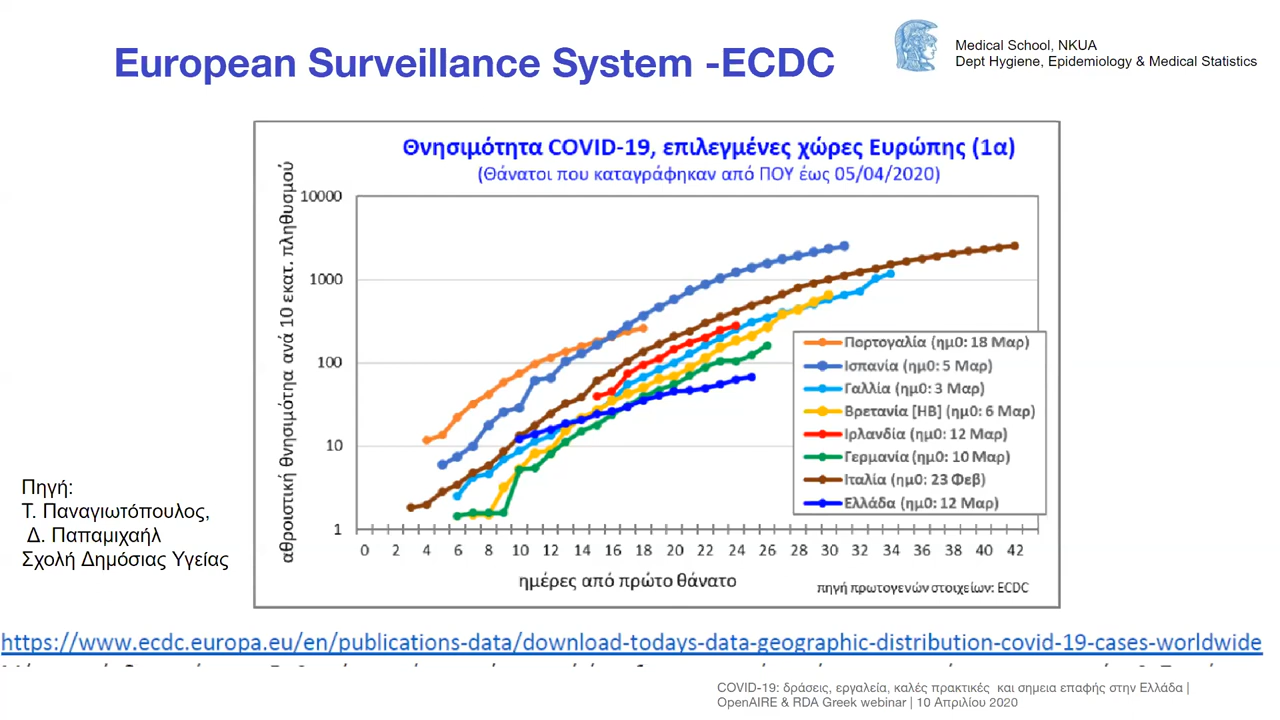 European Surveillance System -ECDC
Medical School, NKUA
Dept Hygiene, Epidemiology & Medical Statistics
Θνησιμότητα COVID-19, επιλεγμένες χώρες Ευρώπης (1α)
(Θάνατοι που καταγράφηκαν από ΠΟΥ έως 05/04/2020)
αθροιστική θνησιμότητα ανά 10 εκατ. πληθυσμού
10000
1000
100
10
1
0 2 4 6 8 10 12 14 16 18 20 22 24 26 28 30 32 34 36 38 40 42
Πορτογαλία (ημ0: 18 Μαρ)
Ισπανία (ημ0: 5 Μαρ)
Γαλλία (ημ0: 3 Μαρ)
Βρετανία [ΗΒ] (ημ0: 6 Μαρ)
Ιρλανδία (ημ0: 12 Μαρ)
Γερμανία (ημ0: 10 Μαρ)
Ιταλία (ημ0: 23 Φεβ)
Ελλάδα (ημ0: 12 Μαρ)
ημέρες από πρώτο θάνατο
πηγή πρωτογενών στοιχείων: ECDC
Πηγή:
Τ. Παναγιωτόπουλος,
Δ. Παπαμιχαήλ
Σχολή Δημόσιας Υγείας
https://www.ecdc.europa.eu/en/publications-data/download-todays-data-geographic-distribution-covid-19-cases-worldwide
COVID-19: δράσεις, εργαλεία, καλές πρακτικές και σημεια επαφής στην Ελλάδα |
OpenAIRE & RDA Greek webinar | 10 Απριλίου 2020